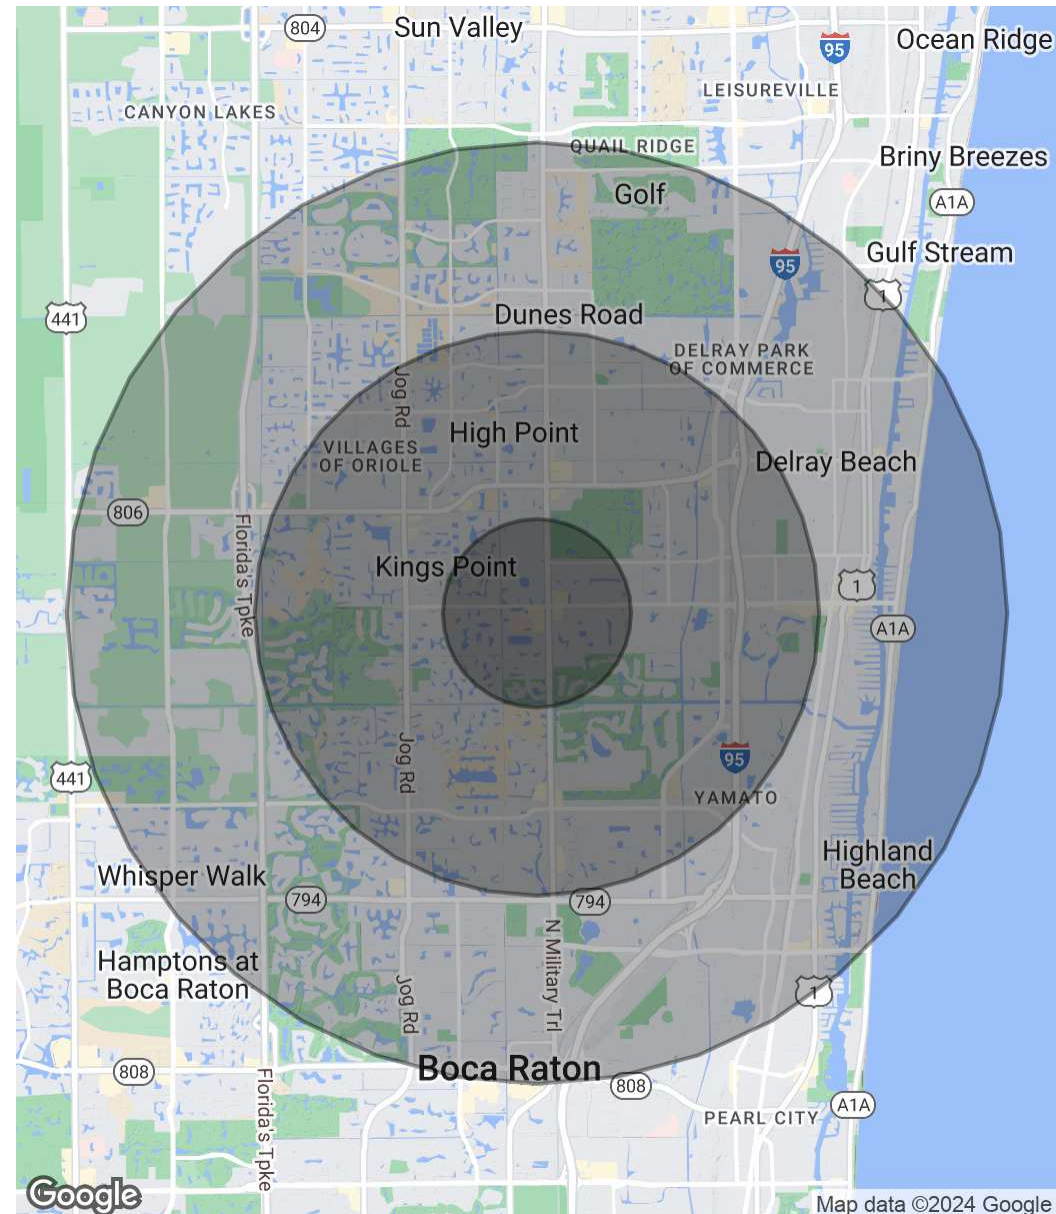 804
Sun Valley
95
Ocean Ridge
LEISUREVILLE
CANYON LAKES
QUAIL RIDGE
Briny Breezes
Golf
A1A
Gulf Stream
95
1
441
Dunes Road
DELRAY PARK
OF COMMERCE
Jog Rd
High Point
VILLAGES
OF ORIOLE
Delray Beach
806
Florida's Tpke
Kings Point
1
A1A
Jog Rd
95
441
YAMATO
Highland
Beach
Whisper Walk
794
794
N Military Trl
Hamptons at
Boca Raton
Jog Rd
1
Boca Raton
808
808
Florida's Tpke
A1A
PEARL CITY
Google
Map data ©2024 Google